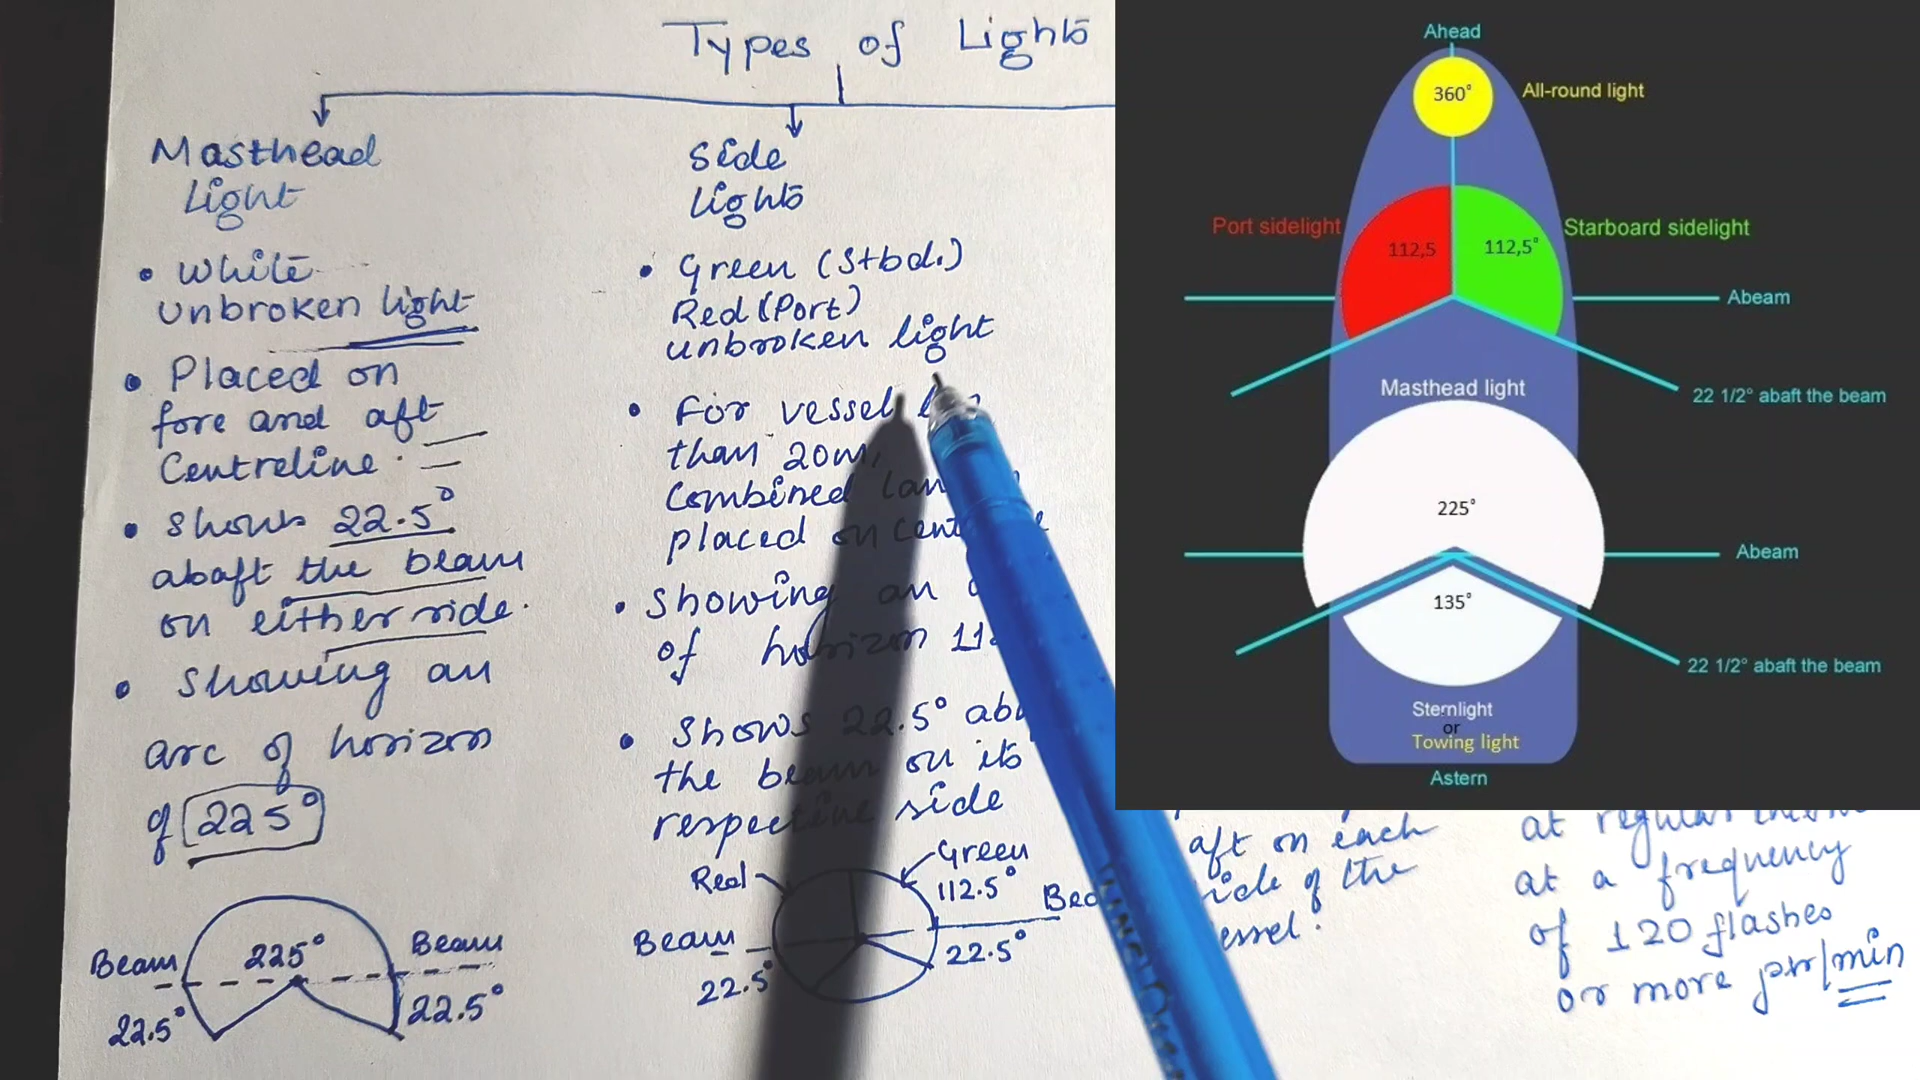 Types of Lights
Masthead
Light
• White
unbroken light
• Placed on
fore and aft
Centreline.
• Shows 22.5°
abaft the beam
on either side.
• Showing an
arc of horizon
of 225°
Beam 225° Beam
22.5° 22.5°
Side
lights
• Green (Stbd.)
Red (Port)
unbroken light
• For vessel
than 20m,
Combined
placed on
• Showing an
of horizon
• Shows 22.5°
the beam on its
respective side
Red Green
112.5°
Beam
22.5° 22.5°
aft on each
side of the
at regular
at a frequency
of 120 flashes
or more per/min
Ahead
360° All-round light
Port sidelight Starboard sidelight
112,5 112,5°
Abeam
22 1/2° abaft the beam
Masthead light
225°
Abeam
135°
22 1/2° abaft the beam
Sternlight
or
Towing light
Astern